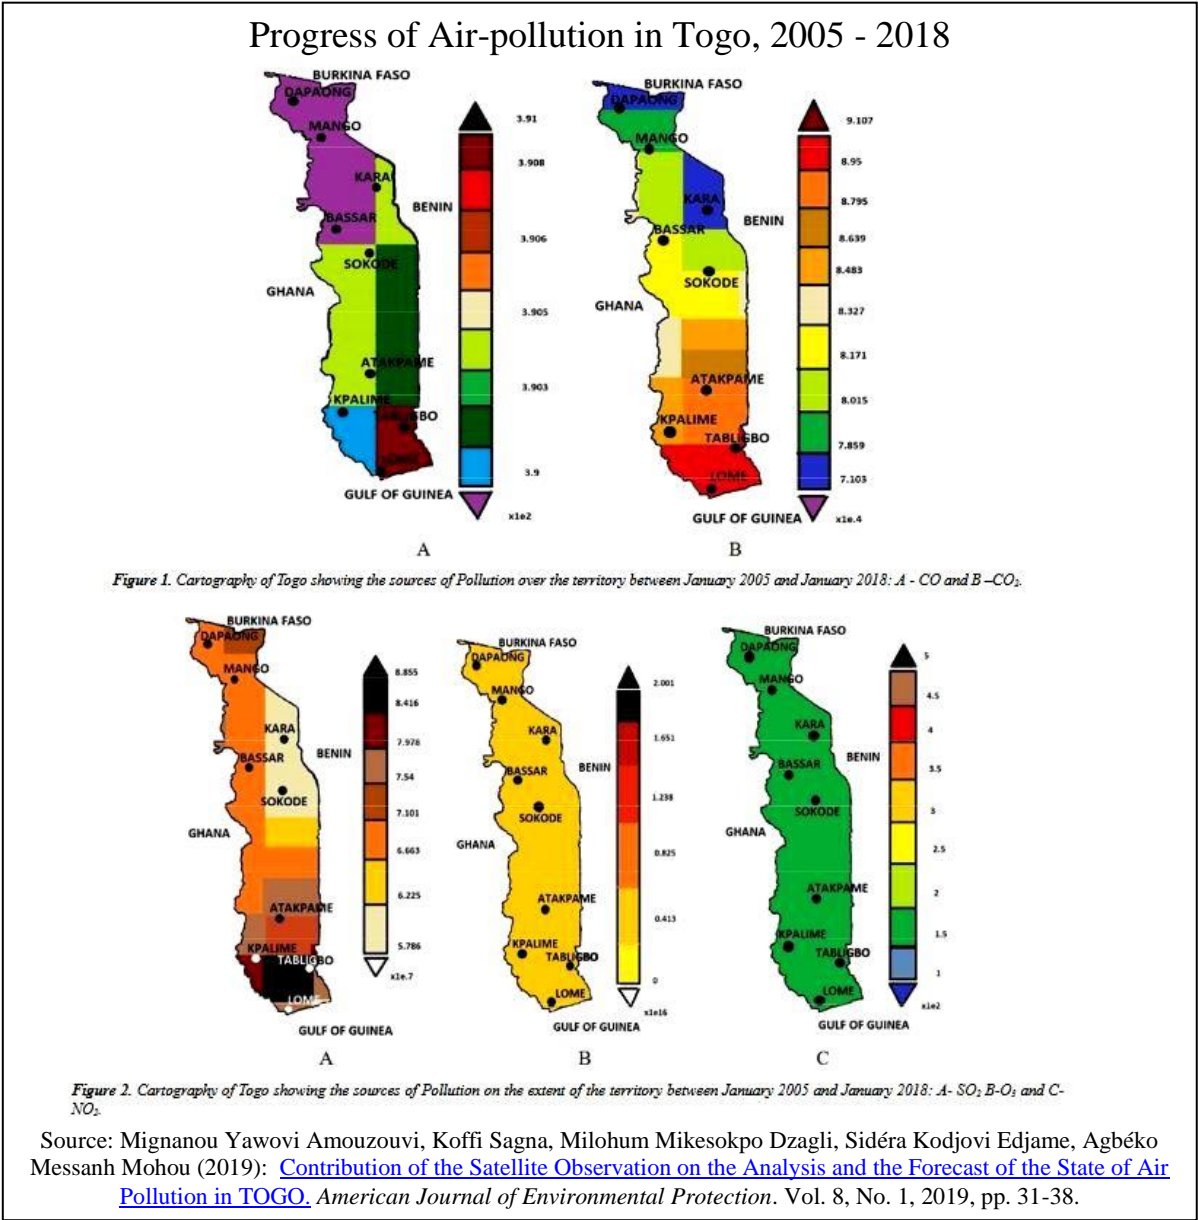 Progress of Air-pollution in Togo, 2005 - 2018
BURKINA FASO
DAPAONG
MANGO
KARA
BENIN
BASSAR
SOKODE
GHANA
ATAKPAME
KPALIME
LOME
GULF OF GUINEA
3.91
3.908
3.906
3.905
3.903
3.9
x1e2
A
BURKINA FASO
DAPAONG
MANGO
KARA
BENIN
BASSAR
SOKODE
GHANA
ATAKPAME
KPALIME
TABLIGBO
LOME
GULF OF GUINEA
9.107
8.95
8.795
8.639
8.483
8.327
8.171
8.015
7.859
7.103
x1e.4
B
Figure 1. Cartography of Togo showing the sources of Pollution over the territory between January 2005 and January 2018: A - CO and B –CO₂.
BURKINA FASO
DAPAONG
MANGO
KARA
BENIN
BASSAR
SOKODE
GHANA
ATAKPAME
KPALIME
TABLIGBO
LOME
GULF OF GUINEA
8.855
8.416
7.978
7.54
7.101
6.663
6.225
5.786
x1e.7
A
BURKINA FASO
DAPAONG
MANGO
KARA
BENIN
BASSAR
SOKODE
GHANA
ATAKPAME
KPALIME
LOME
GULF OF GUINEA
2.001
1.651
1.238
0.825
0.413
0
x1e16
B
BURKINA FASO
DAPAONG
MANGO
KARA
BENIN
BASSAR
SOKODE
GHANA
ATAKPAME
KPALIME
TABLIGBO
LOME
GULF OF GUINEA
5
4.5
4
3.5
3
2.5
2
1.5
1
x1e2
C
Figure 2. Cartography of Togo showing the sources of Pollution on the extent of the territory between January 2005 and January 2018: A- SO₂ B-O₃ and C-
NO₂.
Source: Mignanou Yawovi Amouzouvi, Koffi Sagna, Milohum Mikesokpo Dzagli, Sidéra Kodjovi Edjame, Agbéko
Messanh Mohou (2019): Contribution of the Satellite Observation on the Analysis and the Forecast of the State of Air
Pollution in TOGO. American Journal of Environmental Protection. Vol. 8, No. 1, 2019, pp. 31-38.